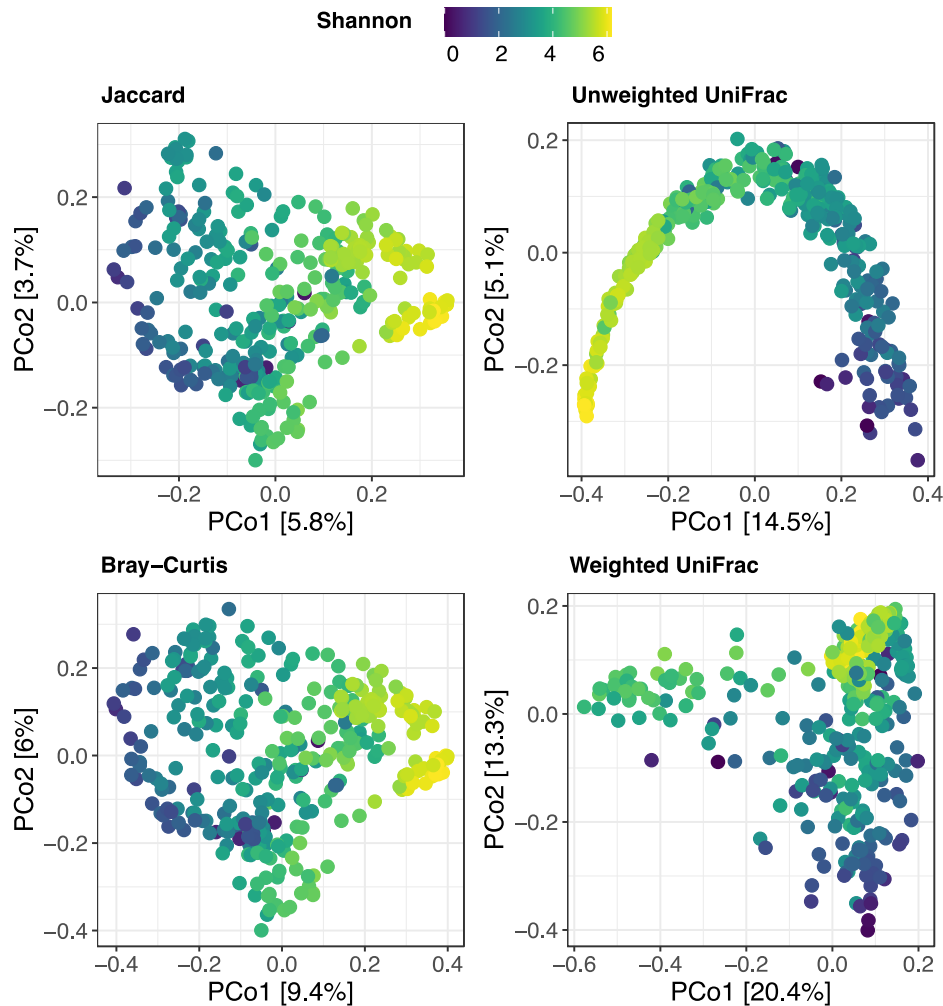 Shannon
0 2 4 6
Jaccard
Unweighted UniFrac
PCo2 [3.7%]
0.2
0.0
−0.2
−0.2 0.0 0.2
PCo1 [5.8%]
PCo2 [5.1%]
0.2
0.0
−0.2
−0.4 −0.2 0.0 0.2 0.4
PCo1 [14.5%]
Bray−Curtis
Weighted UniFrac
PCo2 [6%]
0.2
0.0
−0.2
−0.4
−0.4 −0.2 0.0 0.2 0.4
PCo1 [9.4%]
PCo2 [13.3%]
0.2
0.0
−0.2
−0.4
−0.6 −0.4 −0.2 0.0 0.2
PCo1 [20.4%]